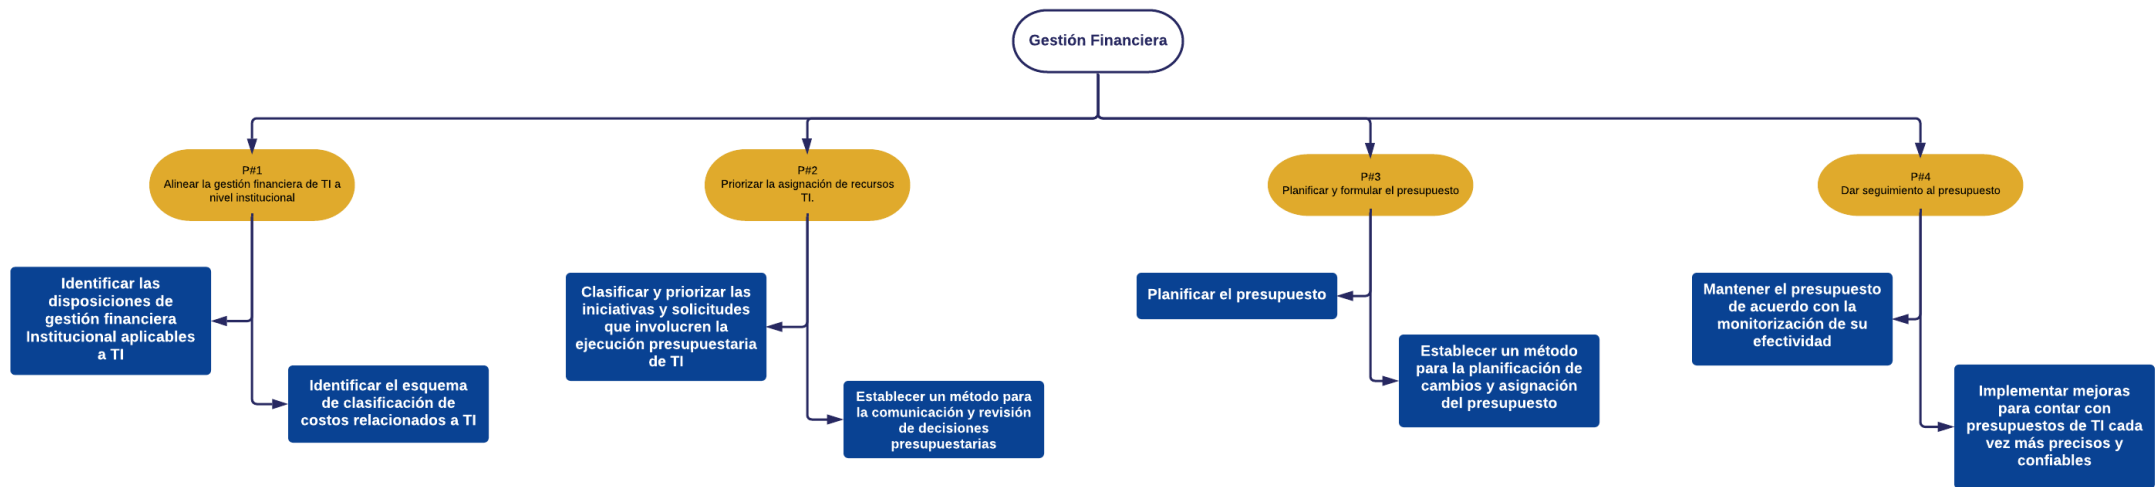 Gestión Financiera
P#1
Alinear la gestión financiera de TI a
nivel institucional
P#2
Priorizar la asignación de recursos
TI.
P#3
Planificar y formular el presupuesto
P#4
Dar seguimiento al presupuesto
Identificar las
disposiciones de
gestión financiera
Institucional aplicables
a TI
Identificar el esquema
de clasificación de
costos relacionados a TI
Clasificar y priorizar las
iniciativas y solicitudes
que involucren la
ejecución presupuestaria
de TI
Establecer un método para
la comunicación y revisión
de decisiones
presupuestarias
Planificar el presupuesto
Establecer un método
para la planificación de
cambios y asignación
del presupuesto
Mantener el presupuesto
de acuerdo con la
monitorización de su
efectividad
Implementar mejoras
para contar con
presupuestos de TI cada
vez más precisos y
confiables